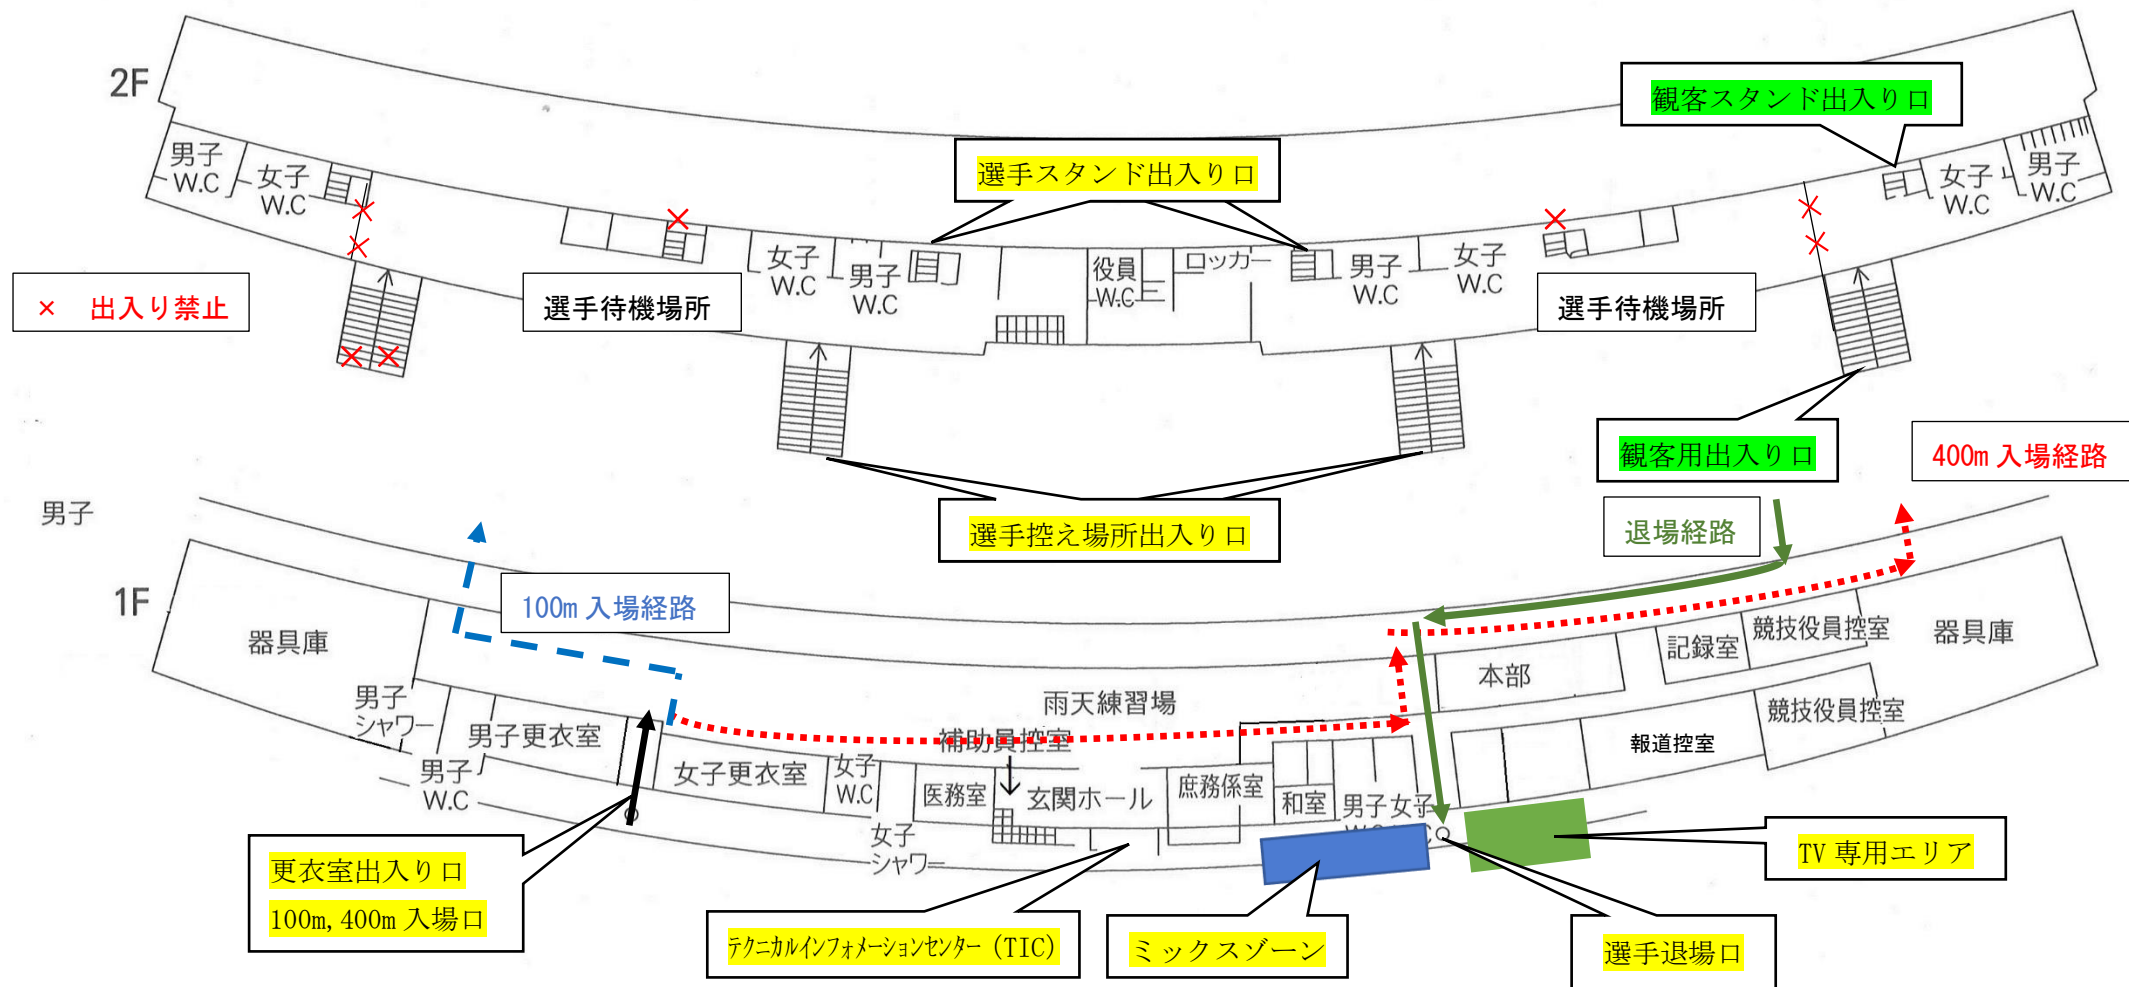 2F
観客スタンド出入り口
選手スタンド出入り口
男子
W.C
女子
W.C
女子
W.C
男子
W.C
役員
W.C
ロッカー
男子
W.C
女子
W.C
女子
W.C
男子
W.C
× 出入り禁止
選手待機場所
選手待機場所
観客用出入り口
400m 入場経路
選手控え場所出入り口
退場経路
男子
1F
100m 入場経路
器具庫
男子
シャワー
男子更衣室
男子
W.C
女子更衣室
女子
W.C
女子
シャワー
雨天練習場
補助員控室
医務室
玄関ホール
庶務係室
和室
男子
女子
本部
記録室
競技役員控室
器具庫
競技役員控室
報道控室
更衣室出入り口
100m,400m 入場口
テクニカルインフォメーションセンター (TIC)
ミックスゾーン
選手退場口
TV 専用エリア